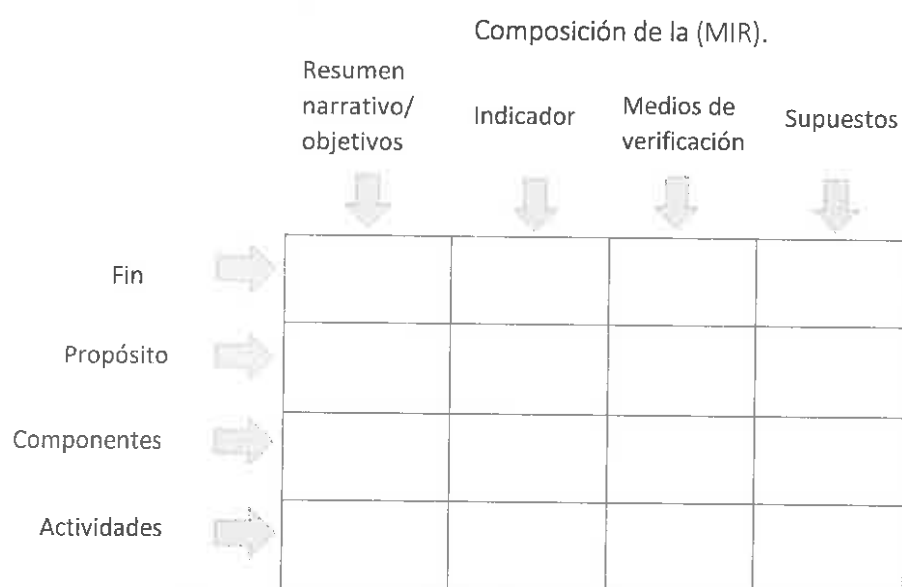 Composición de la (MIR).
Resumen
narrativo/
objetivos
Indicador
Medios de
verificación
Supuestos
Fin
Propósito
Componentes
Actividades